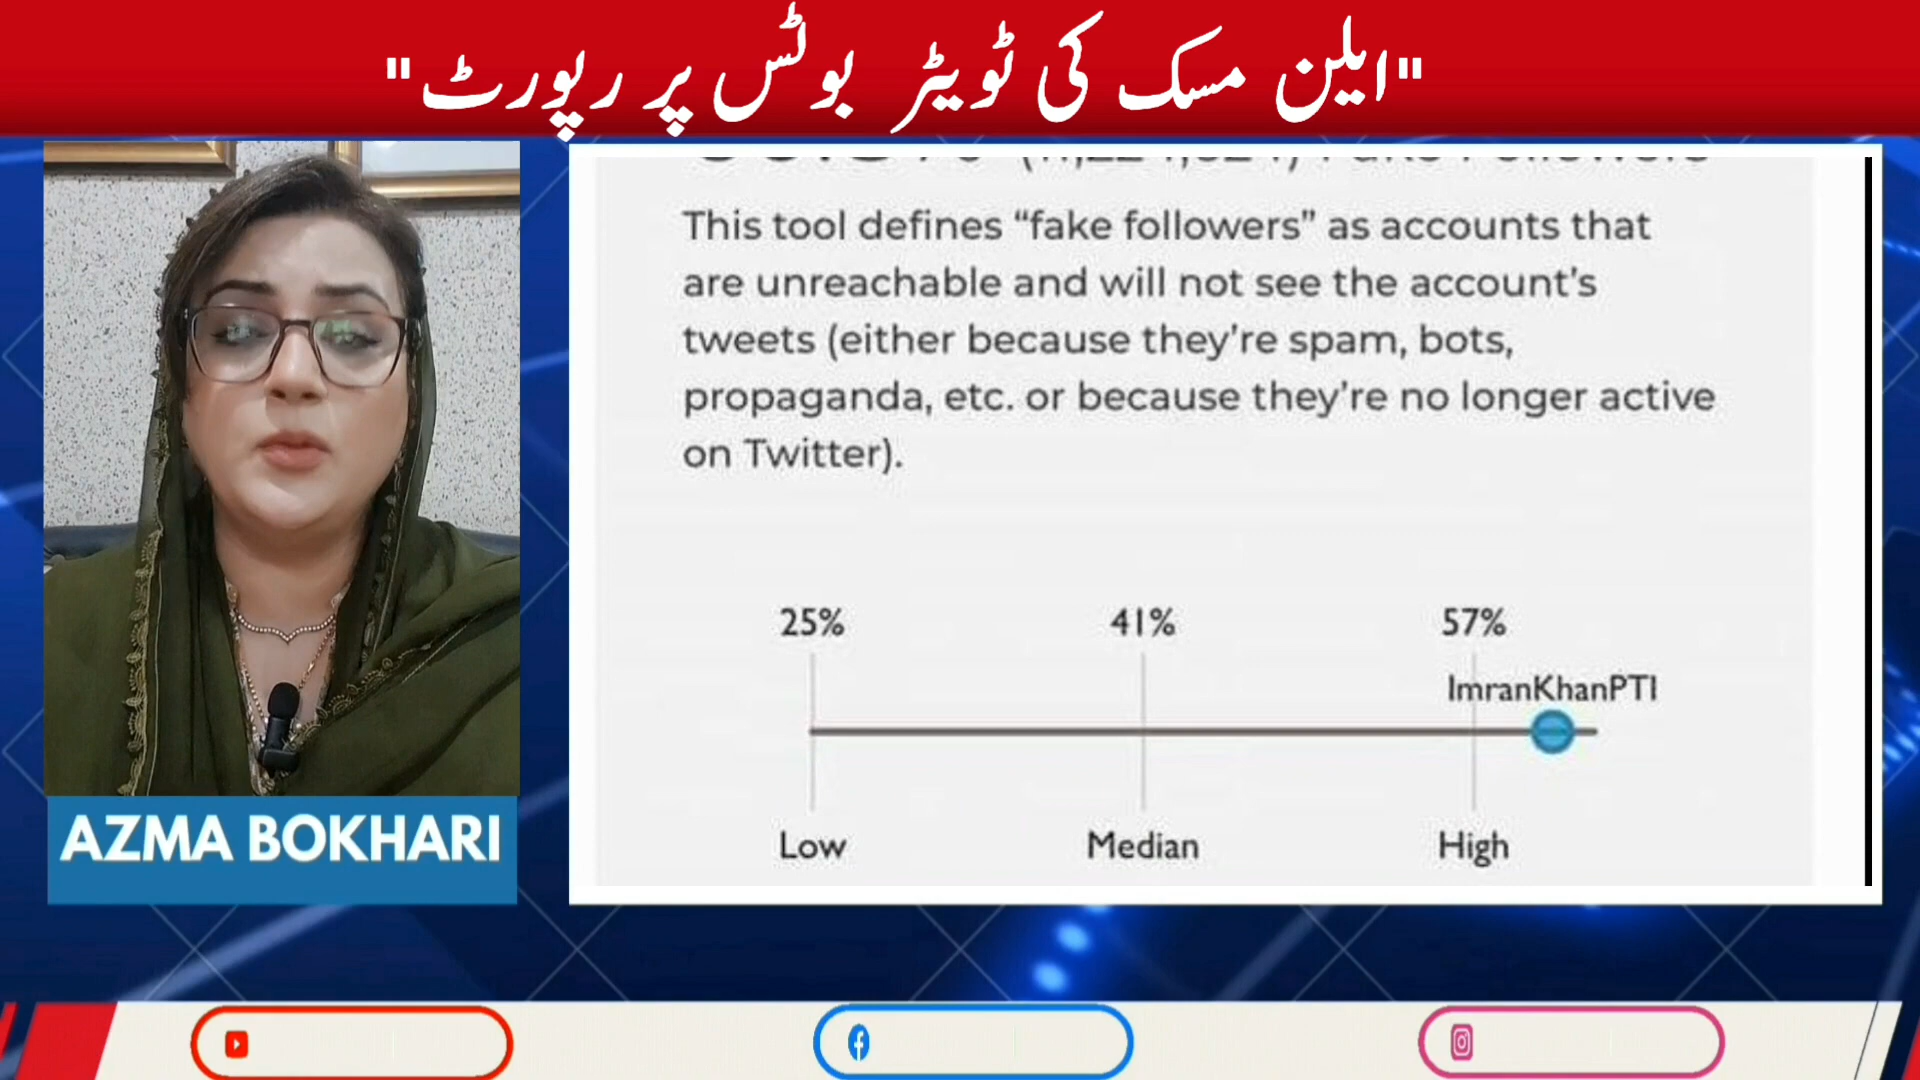 "ایلن مسک کی ٹویٹر بوٹس پر رپورٹ"
Fake Followers
This tool defines “fake followers” as accounts that
are unreachable and will not see the account’s
tweets (either because they’re spam, bots,
propaganda, etc. or because they’re no longer active
on Twitter).
25% 41% 57%
ImranKhanPTI
Low Median High
AZMA BOKHARI